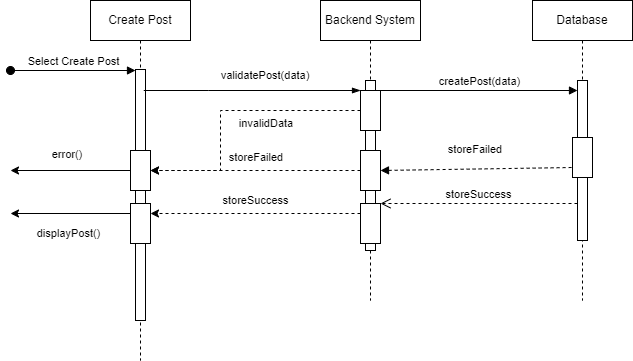 Create Post
Backend System
Database
Select Create Post
validatePost(data)
createPost(data)
invalidData
error()
storeFailed
storeFailed
storeSuccess
storeSuccess
displayPost()